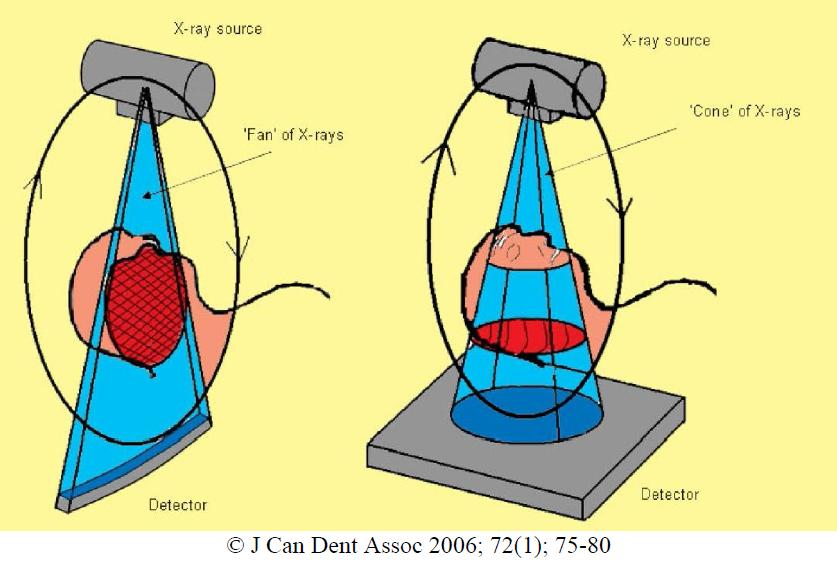 X-ray source
'Fan' of X-rays
Detector
X-ray source
'Cone' of X-rays
Detector
© J Can Dent Assoc 2006; 72(1); 75-80